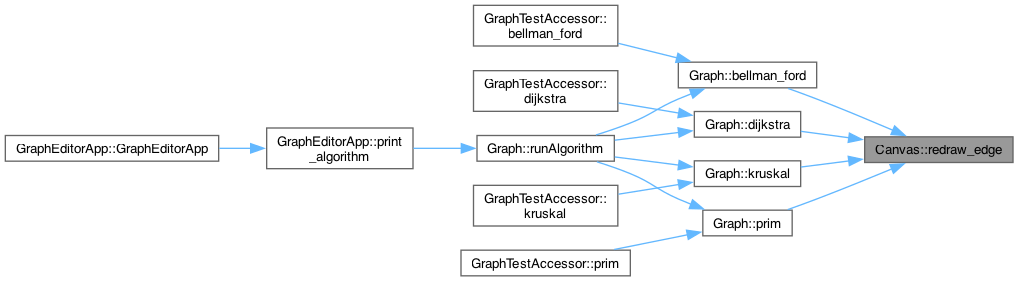 GraphTestAccessor::
bellman_ford
Graph::bellman_ford
GraphTestAccessor::
dijkstra
Graph::dijkstra
GraphEditorApp::GraphEditorApp
GraphEditorApp::print
_algorithm
Graph::runAlgorithm
Canvas::redraw_edge
Graph::kruskal
GraphTestAccessor::
kruskal
Graph::prim
GraphTestAccessor::prim